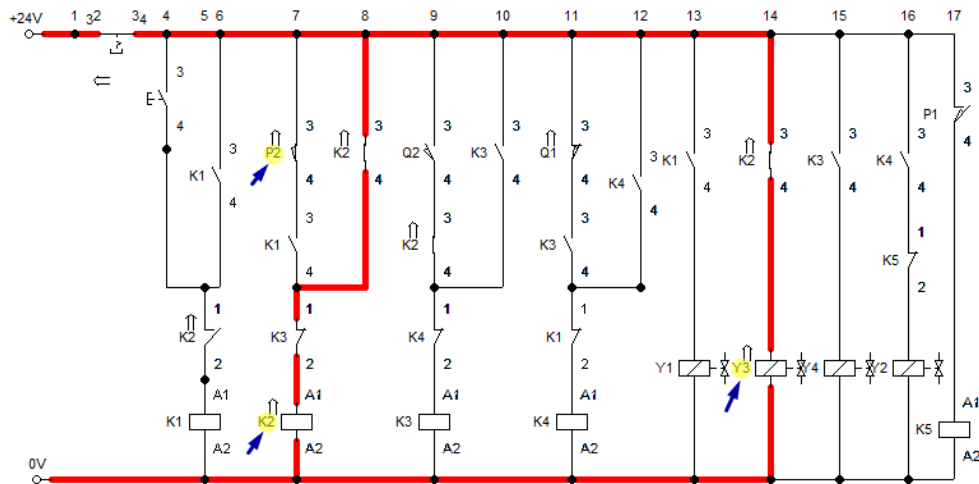 1 2 3 4 5 6 7 8 9 10 11 12 13 14 15 16 17
+24V 3 4
3 3
P1
4 3 3 3 3 3 3 3 3 3 4
K1 P2 K2 Q2 K3 Q1 K4 K1 K2 K3 K4
4 4 4 4 4 4 4 4 4 4 4
3 3 3 1
K1 K2 K3 K5
4 4 4 2
1 1 1 1
K2 K3 K4 K1
2 2 2 2
Y1 Y3 Y4 Y2
A1 A1 A1 A1 A1
K1 K2 K3 K4 K5
A2 A2 A2 A2 A2
0V